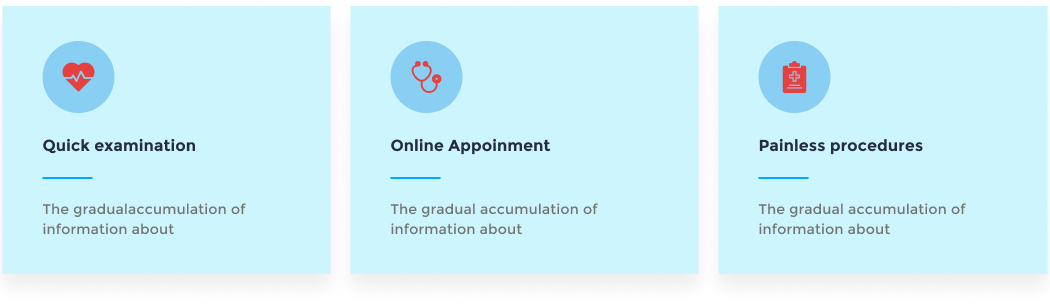 Quick examination
The gradualaccumulation of
information about
Online Appoinment
The gradual accumulation of
information about
Painless procedures
The gradual accumulation of
information about